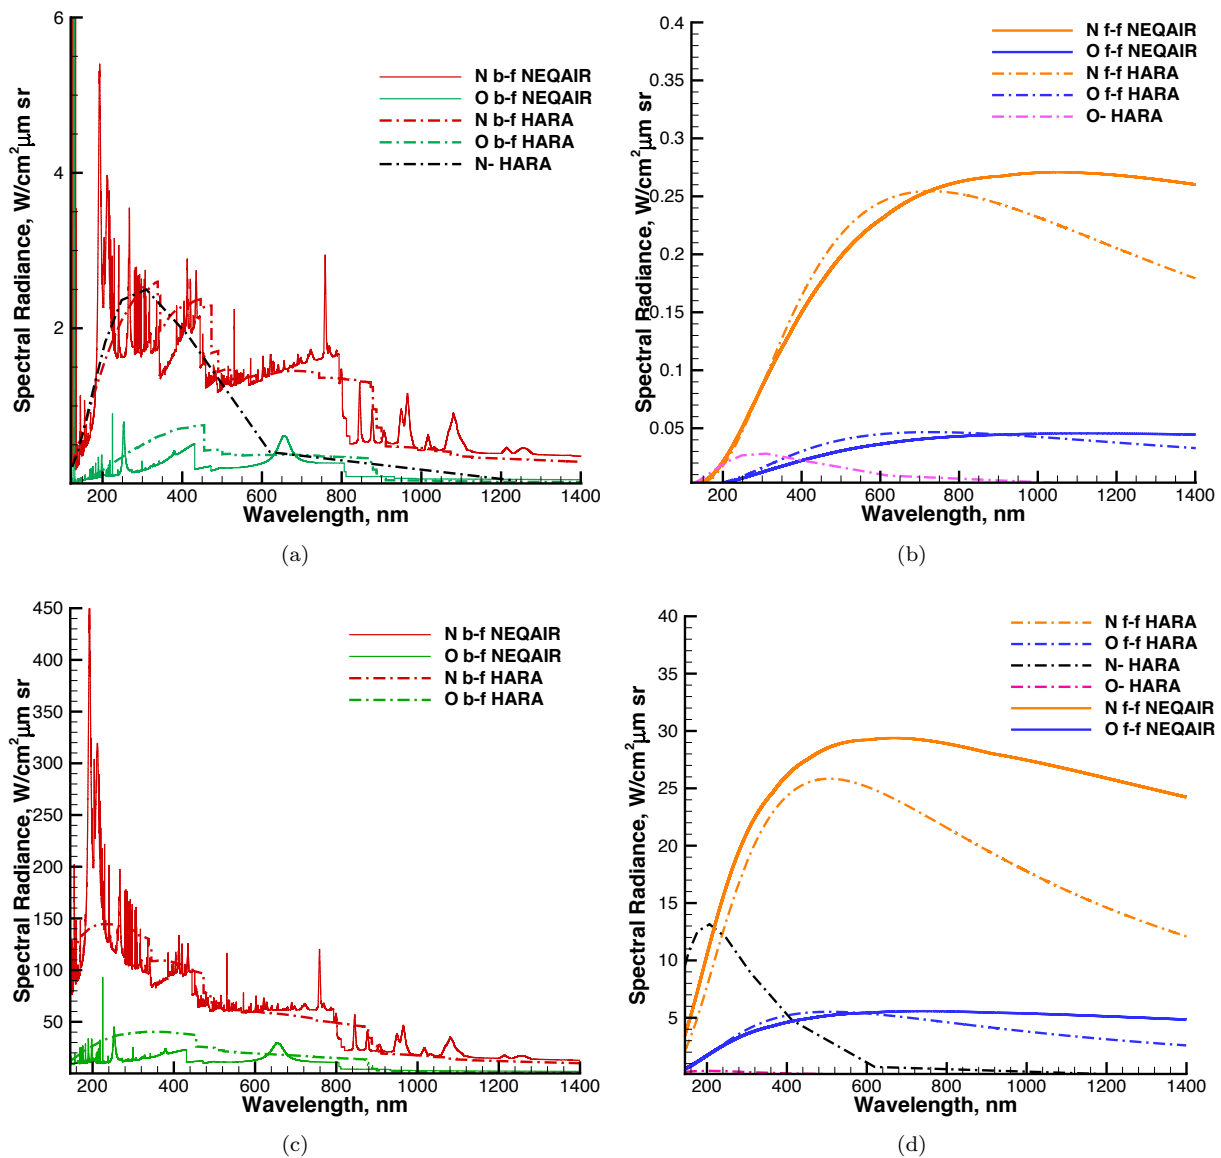 6
4
2
Spectral Radiance, W/cm²μm sr
N b-f NEQAIR
O b-f NEQAIR
N b-f HARA
O b-f HARA
N- HARA
200 400 600 800 1000 1200 1400
Wavelength, nm
(a)
0.4
0.35
0.3
0.25
0.2
0.15
0.1
0.05
Spectral Radiance, W/cm²μm sr
N f-f NEQAIR
O f-f NEQAIR
N f-f HARA
O f-f HARA
O- HARA
200 400 600 800 1000 1200 1400
Wavelength, nm
(b)
450
400
350
300
250
200
150
100
50
Spectral Radiance, W/cm²μm sr
N b-f NEQAIR
O b-f NEQAIR
N b-f HARA
O b-f HARA
200 400 600 800 1000 1200 1400
Wavelength, nm
(c)
40
35
30
25
20
15
10
5
Spectral Radiance, W/cm²μm sr
N f-f HARA
O f-f HARA
N- HARA
O- HARA
N f-f NEQAIR
O f-f NEQAIR
200 400 600 800 1000 1200 1400
Wavelength, nm
(d)